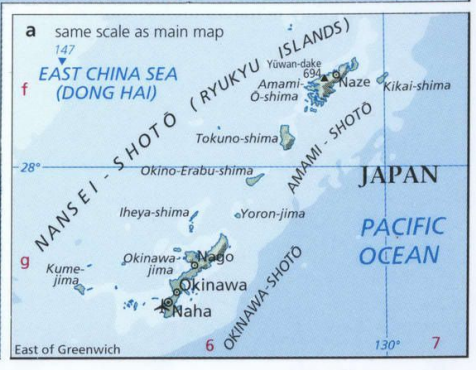 a same scale as main map
147
EAST CHINA SEA
(DONG HAI)
f
NANSEI - SHOTŌ (RYUKYU ISLANDS)
Yūwan-dake
694
Naze
Amami-
Ō-shima
Kikai-shima
Tokuno-shima
AMAMI - SHOTŌ
28°
Okino-Erabu-shima
JAPAN
Iheya-shima
Yoron-jima
PACIFIC
OCEAN
g
Okinawa-
jima
Nago
Kume-
jima
Okinawa
Naha
OKINAWA-SHOTŌ
East of Greenwich
6
130°
7